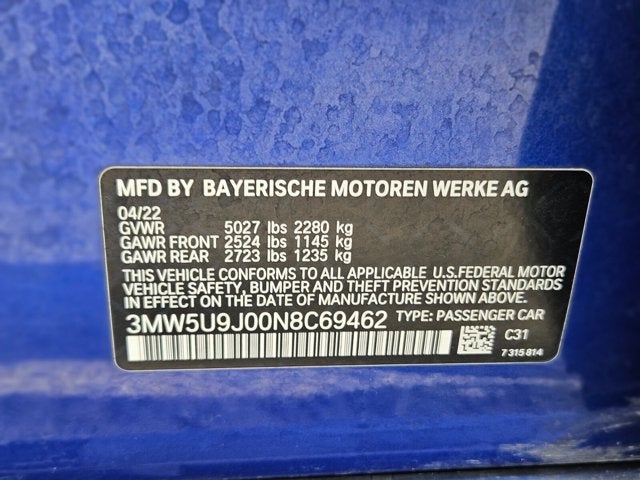 MFD BY BAYERISCHE MOTOREN WERKE AG
04/22
GVWR 5027 lbs 2280 kg
GAWR FRONT 2524 lbs 1145 kg
GAWR REAR 2723 lbs 1235 kg
THIS VEHICLE CONFORMS TO ALL APPLICABLE U.S.FEDERAL MOTOR
VEHICLE SAFETY, BUMPER AND THEFT PREVENTION STANDARDS
IN EFFECT ON THE DATE OF MANUFACTURE SHOWN ABOVE.
3MW5U9J00N8C69462 TYPE: PASSENGER CAR
C31
7 315 814